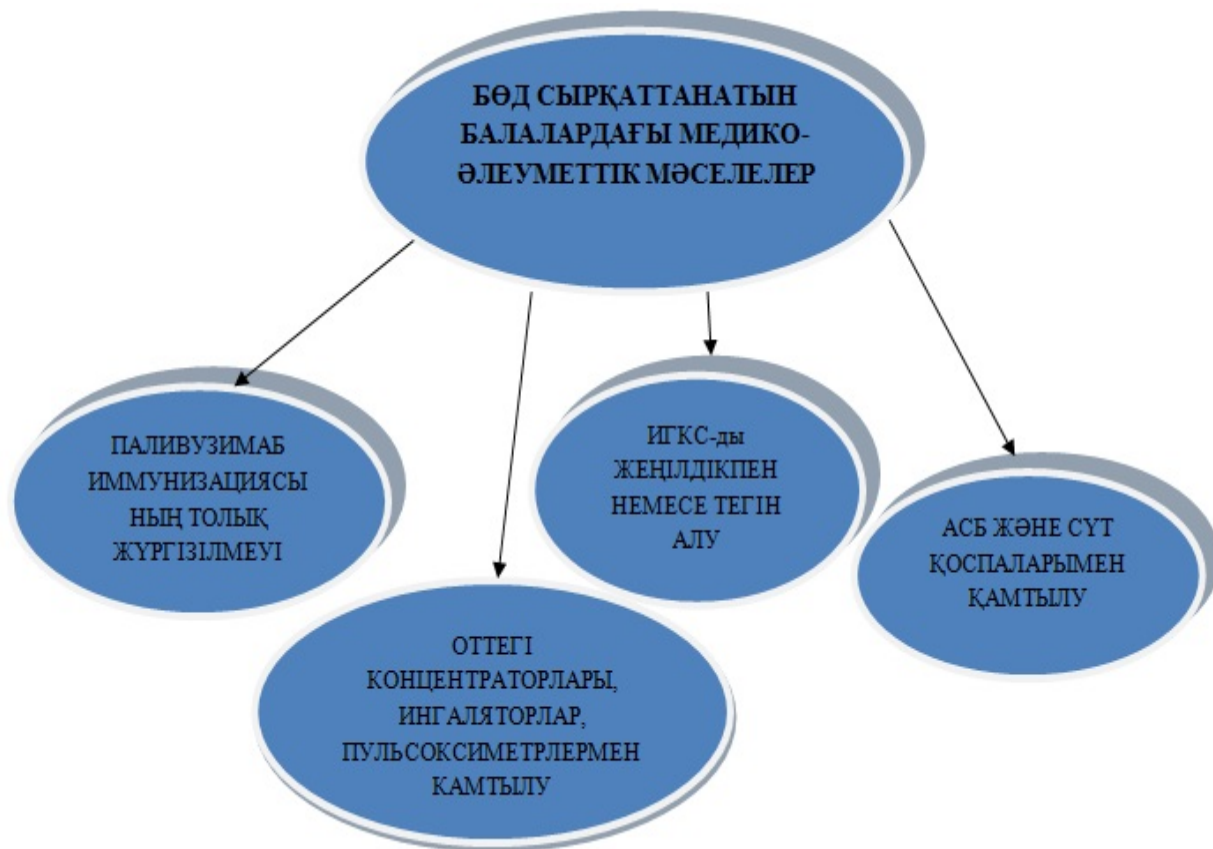 БӨД СЫРҚАТТАНАТЫН
БАЛАЛАРДАҒЫ МЕДИКО-
ӘЛЕУМЕТТІК МӘСЕЛЕЛЕР
ПАЛИВУЗИМАБ
ИММУНИЗАЦИЯСЫ
НЫҢ ТОЛЫҚ
ЖҮРГІЗІЛМЕУІ
ОТТЕГІ
КОНЦЕНТРАТОРЛАРЫ,
ИНГАЛЯТОРЛАР,
ПУЛЬСОКСИМЕТРЛЕРМЕН
ҚАМТЫЛУ
ИГКС-ды
ЖЕҢІЛДІКПЕН
НЕМЕСЕ ТЕГІН
АЛУ
АСБ ЖӘНЕ СҮТ
ҚОСПАЛАРЫМЕН
ҚАМТЫЛУ